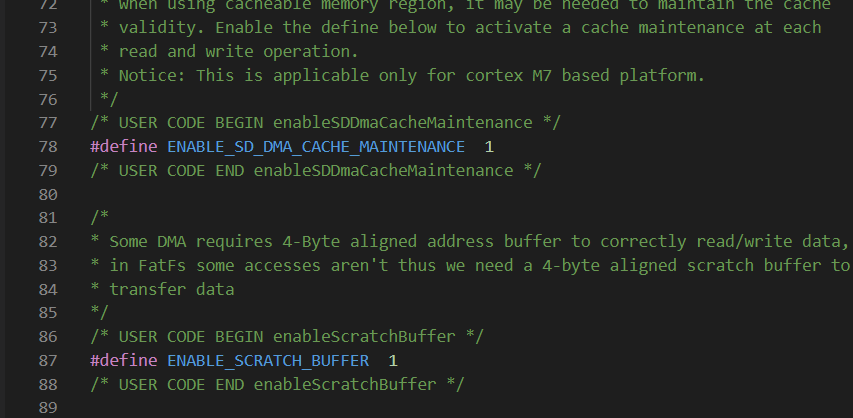 72 * When using cacheable memory region, it may be needed to maintain the cache
73 * validity. Enable the define below to activate a cache maintenance at each
74 * read and write operation.
75 * Notice: This is applicable only for cortex M7 based platform.
76 */
77 /* USER CODE BEGIN enableSDDmaCacheMaintenance */
78 #define ENABLE_SD_DMA_CACHE_MAINTENANCE  1
79 /* USER CODE END enableSDDmaCacheMaintenance */
80
81 /*
82 * Some DMA requires 4-Byte aligned address buffer to correctly read/write data,
83 * in FatFs some accesses aren't thus we need a 4-byte aligned scratch buffer to
84 * transfer data
85 */
86 /* USER CODE BEGIN enableScratchBuffer */
87 #define ENABLE_SCRATCH_BUFFER  1
88 /* USER CODE END enableScratchBuffer */
89